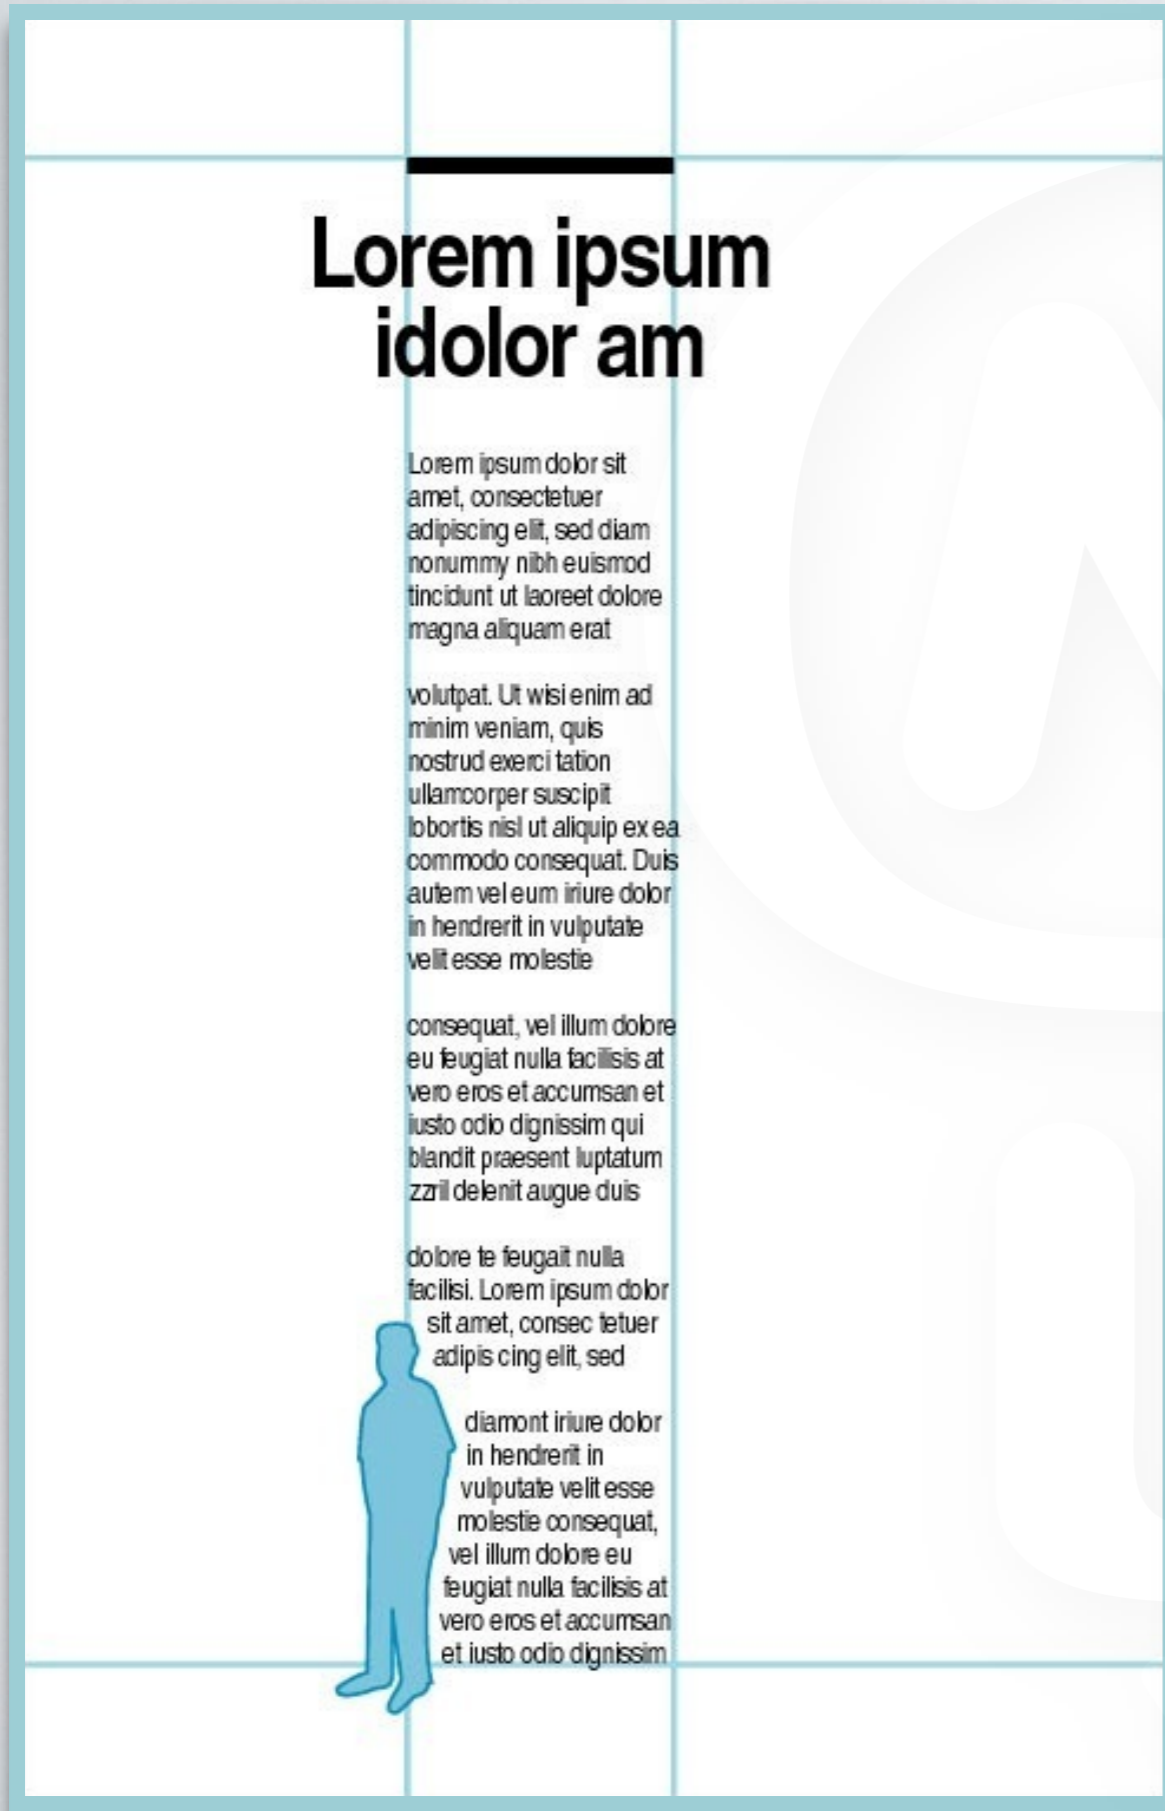 Lorem ipsum
idolor am
Lorem ipsum dolor sit
amet, consectetuer
adipiscing elit, sed diam
nonummy nibh euismod
tincidunt ut laoreet dolore
magna aliquam erat
volutpat. Ut wisi enim ad
minim veniam, quis
nostrud exerci tation
ullamcorper suscipit
lobortis nisl ut aliquip ex ea
commodo consequat. Duis
autem vel eum iriure dolor
in hendrerit in vulputate
velit esse molestie
consequat, vel illum dolore
eu feugiat nulla facilisis at
vero eros et accumsan et
iusto odio dignissim qui
blandit praesent luptatum
zzril delenit augue duis
dolore te feugait nulla
facilisi. Lorem ipsum dolor
sit amet, consec tetuer
adipis cing elit, sed
diamont iriure dolor
in hendrerit in
vulputate velit esse
molestie consequat,
vel illum dolore eu
feugiat nulla facilisis at
vero eros et accumsan
et iusto odio dignissim